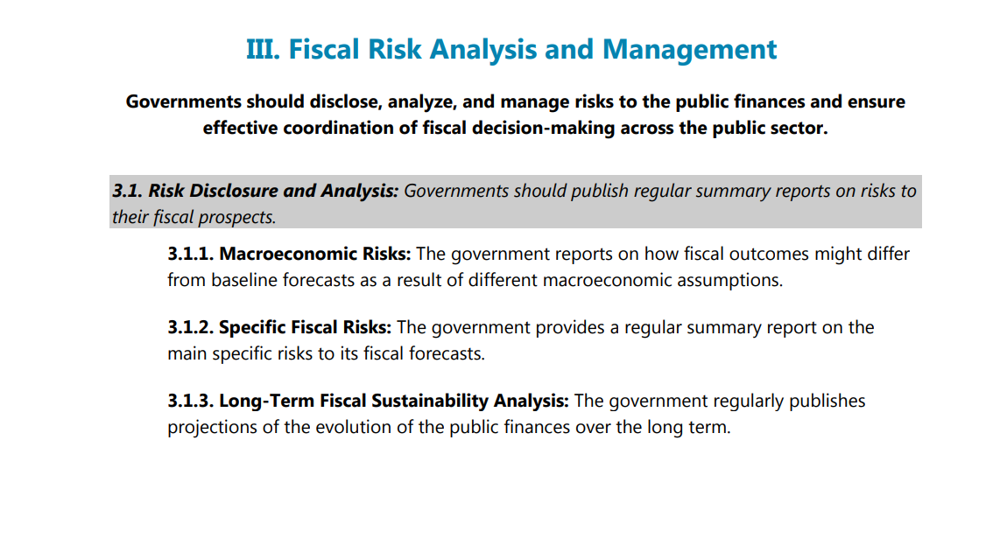 III. Fiscal Risk Analysis and Management
Governments should disclose, analyze, and manage risks to the public finances and ensure
effective coordination of fiscal decision-making across the public sector.
3.1. Risk Disclosure and Analysis: Governments should publish regular summary reports on risks to
their fiscal prospects.
3.1.1. Macroeconomic Risks: The government reports on how fiscal outcomes might differ
from baseline forecasts as a result of different macroeconomic assumptions.
3.1.2. Specific Fiscal Risks: The government provides a regular summary report on the
main specific risks to its fiscal forecasts.
3.1.3. Long-Term Fiscal Sustainability Analysis: The government regularly publishes
projections of the evolution of the public finances over the long term.